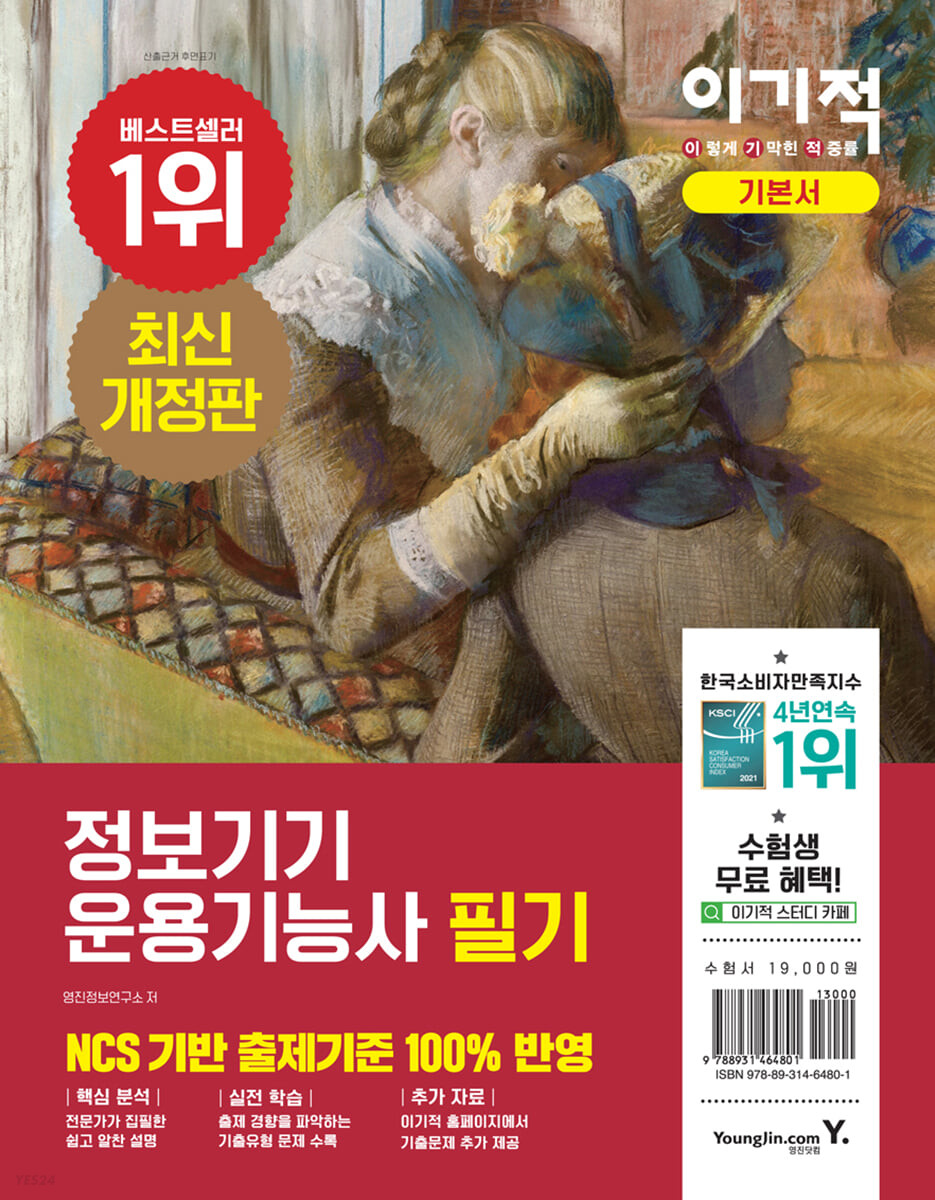 산출근거 후면표기
베스트셀러
1위
최신
개정판
이기적
이렇게 기막힌 적중률
기본서
한국소비자만족지수
KSCI
KOREA
SATISFACTION
CONSUMER
INDEX
2021
4년연속
1위
수험생
무료 혜택!
이기적 스터디 카페
수험서 19,000원
13000
9 788931 464801
ISBN 978-89-314-6480-1
YoungJin.com Y.
영진닷컴
정보기기
운용기능사 필기
영진정보연구소 저
NCS 기반 출제기준 100% 반영
| 핵심 분석 |
전문가가 집필한
쉽고 알찬 설명
| 실전 학습 |
출제 경향을 파악하는
기출유형 문제 수록
| 추가 자료 |
이기적 홈페이지에서
기출문제 추가 제공
YES24